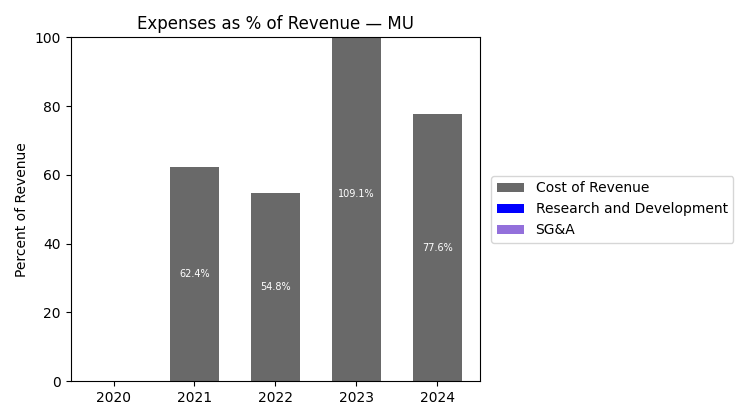 Expenses as % of Revenue — MU
Percent of Revenue
100
80
60
40
20
0
62.4%
54.8%
109.1%
77.6%
2020 2021 2022 2023 2024
Cost of Revenue
Research and Development
SG&A